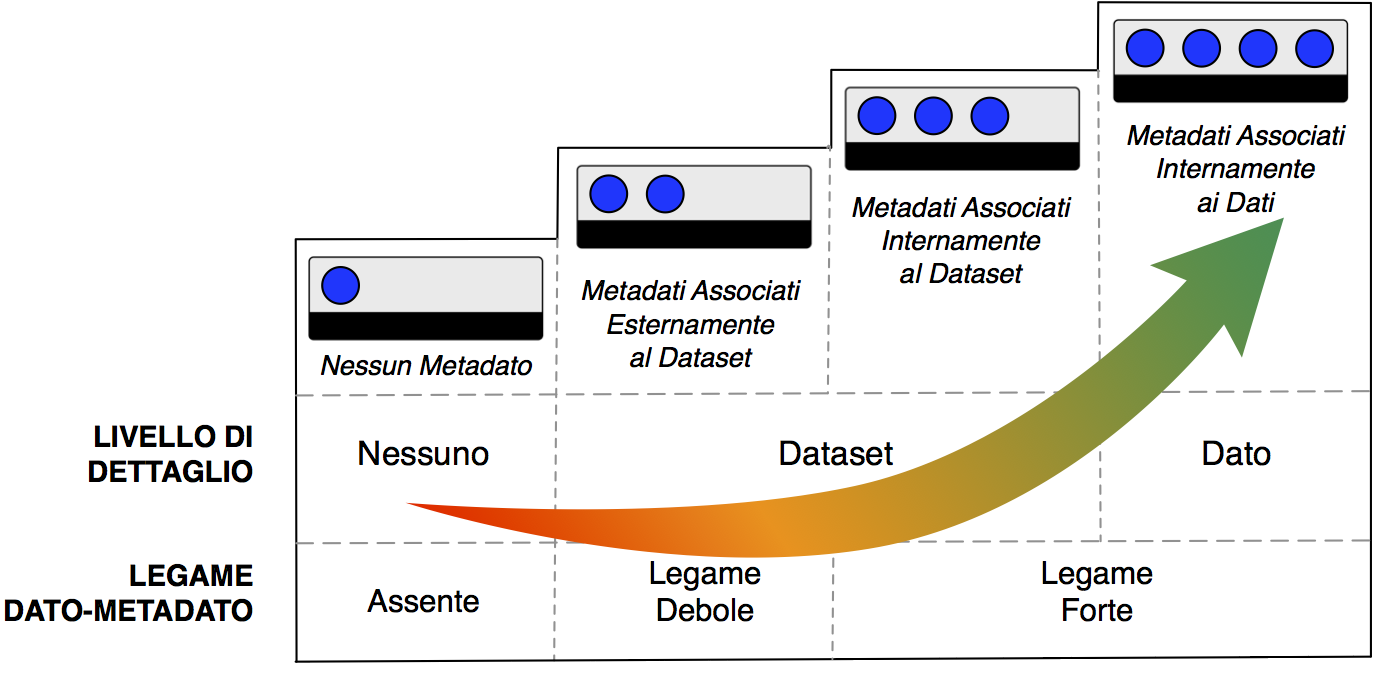 Nessun Metadato
Metadati Associati
Esternamente
al Dataset
Metadati Associati
Internamente
al Dataset
Metadati Associati
Internamente
ai Dati
LIVELLO DI
DETTAGLIO
Nessuno
Dataset
Dato
LEGAME
DATO-METADATO
Assente
Legame
Debole
Legame
Forte